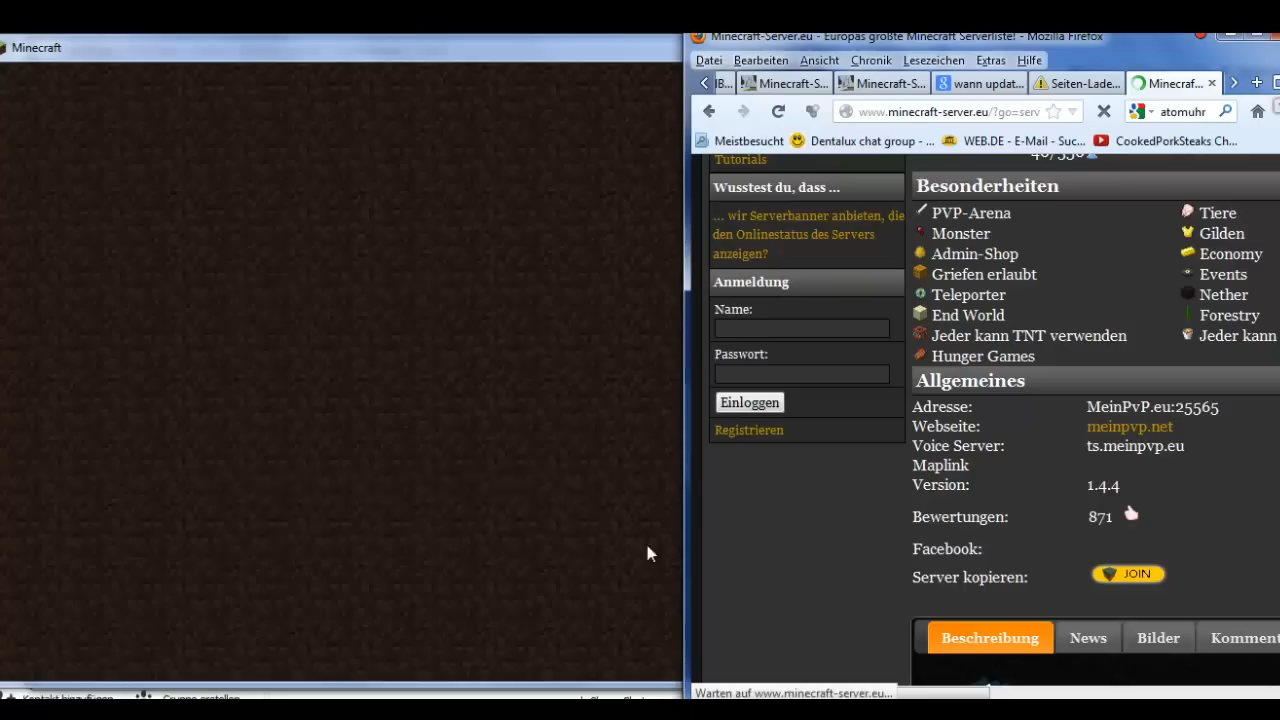 Minecraft
Minecraft-Server.eu - Europas größte Minecraft Serverliste! - Mozilla Firefox
Datei Bearbeiten Ansicht Chronik Lesezeichen Extras Hilfe
IB... Minecraft-S... Minecraft-S... wann updat... Seiten-Lade... Minecraf...
www.minecraft-server.eu/?go=serv atomuhr
Meistbesucht Dentalux chat group - ... WEB.DE - E-Mail - Suc... CookedPorkSteaks Ch...
Tutorials
Wusstest du, dass ...
... wir Serverbanner anbieten, die
den Onlinestatus des Servers
anzeigen?
Anmeldung
Name:
Passwort:
Einloggen
Registrieren
Besonderheiten
PVP-Arena Tiere
Monster Gilden
Admin-Shop Economy
Griefen erlaubt Events
Teleporter Nether
End World Forestry
Jeder kann TNT verwenden Jeder kann
Hunger Games
Allgemeines
Adresse: MeinPvP.eu:25565
Webseite: meinpvp.net
Voice Server: ts.meinpvp.eu
Maplink
Version: 1.4.4
Bewertungen: 871
Facebook:
Server kopieren: JOIN
Beschreibung News Bilder Komment
Warten auf www.minecraft-server.eu...
Kontakt hinzufügen Gruppe erstellen